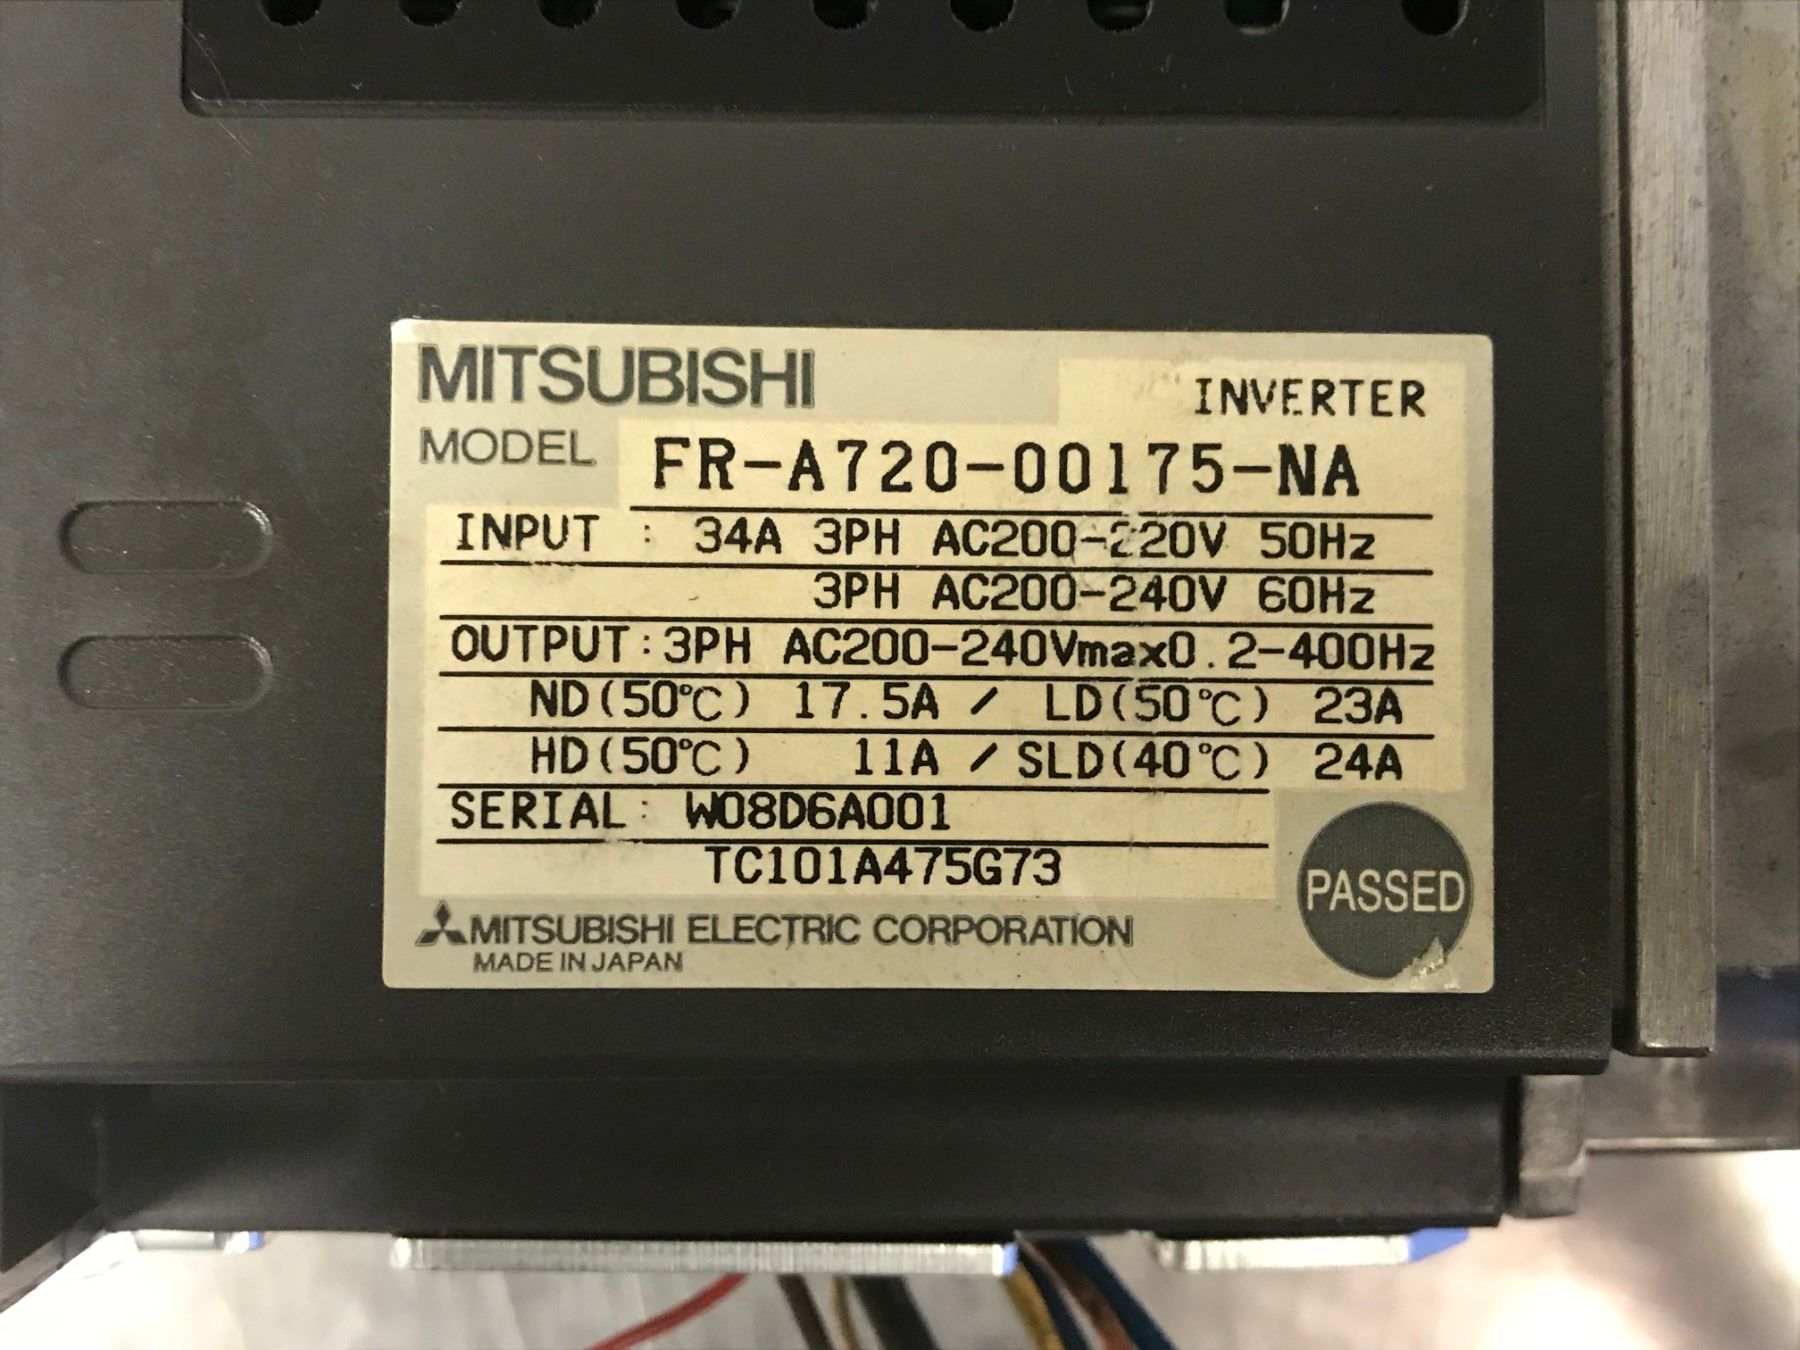 MITSUBISHI
INVERTER
MODEL FR-A720-00175-NA
INPUT : 34A 3PH AC200-220V 50Hz
3PH AC200-240V 60Hz
OUTPUT:3PH AC200-240Vmax0.2-400Hz
ND(50℃) 17.5A / LD(50℃) 23A
HD(50℃) 11A / SLD(40℃) 24A
SERIAL: W08D6A001
TC101A475G73
PASSED
MITSUBISHI ELECTRIC CORPORATION
MADE IN JAPAN